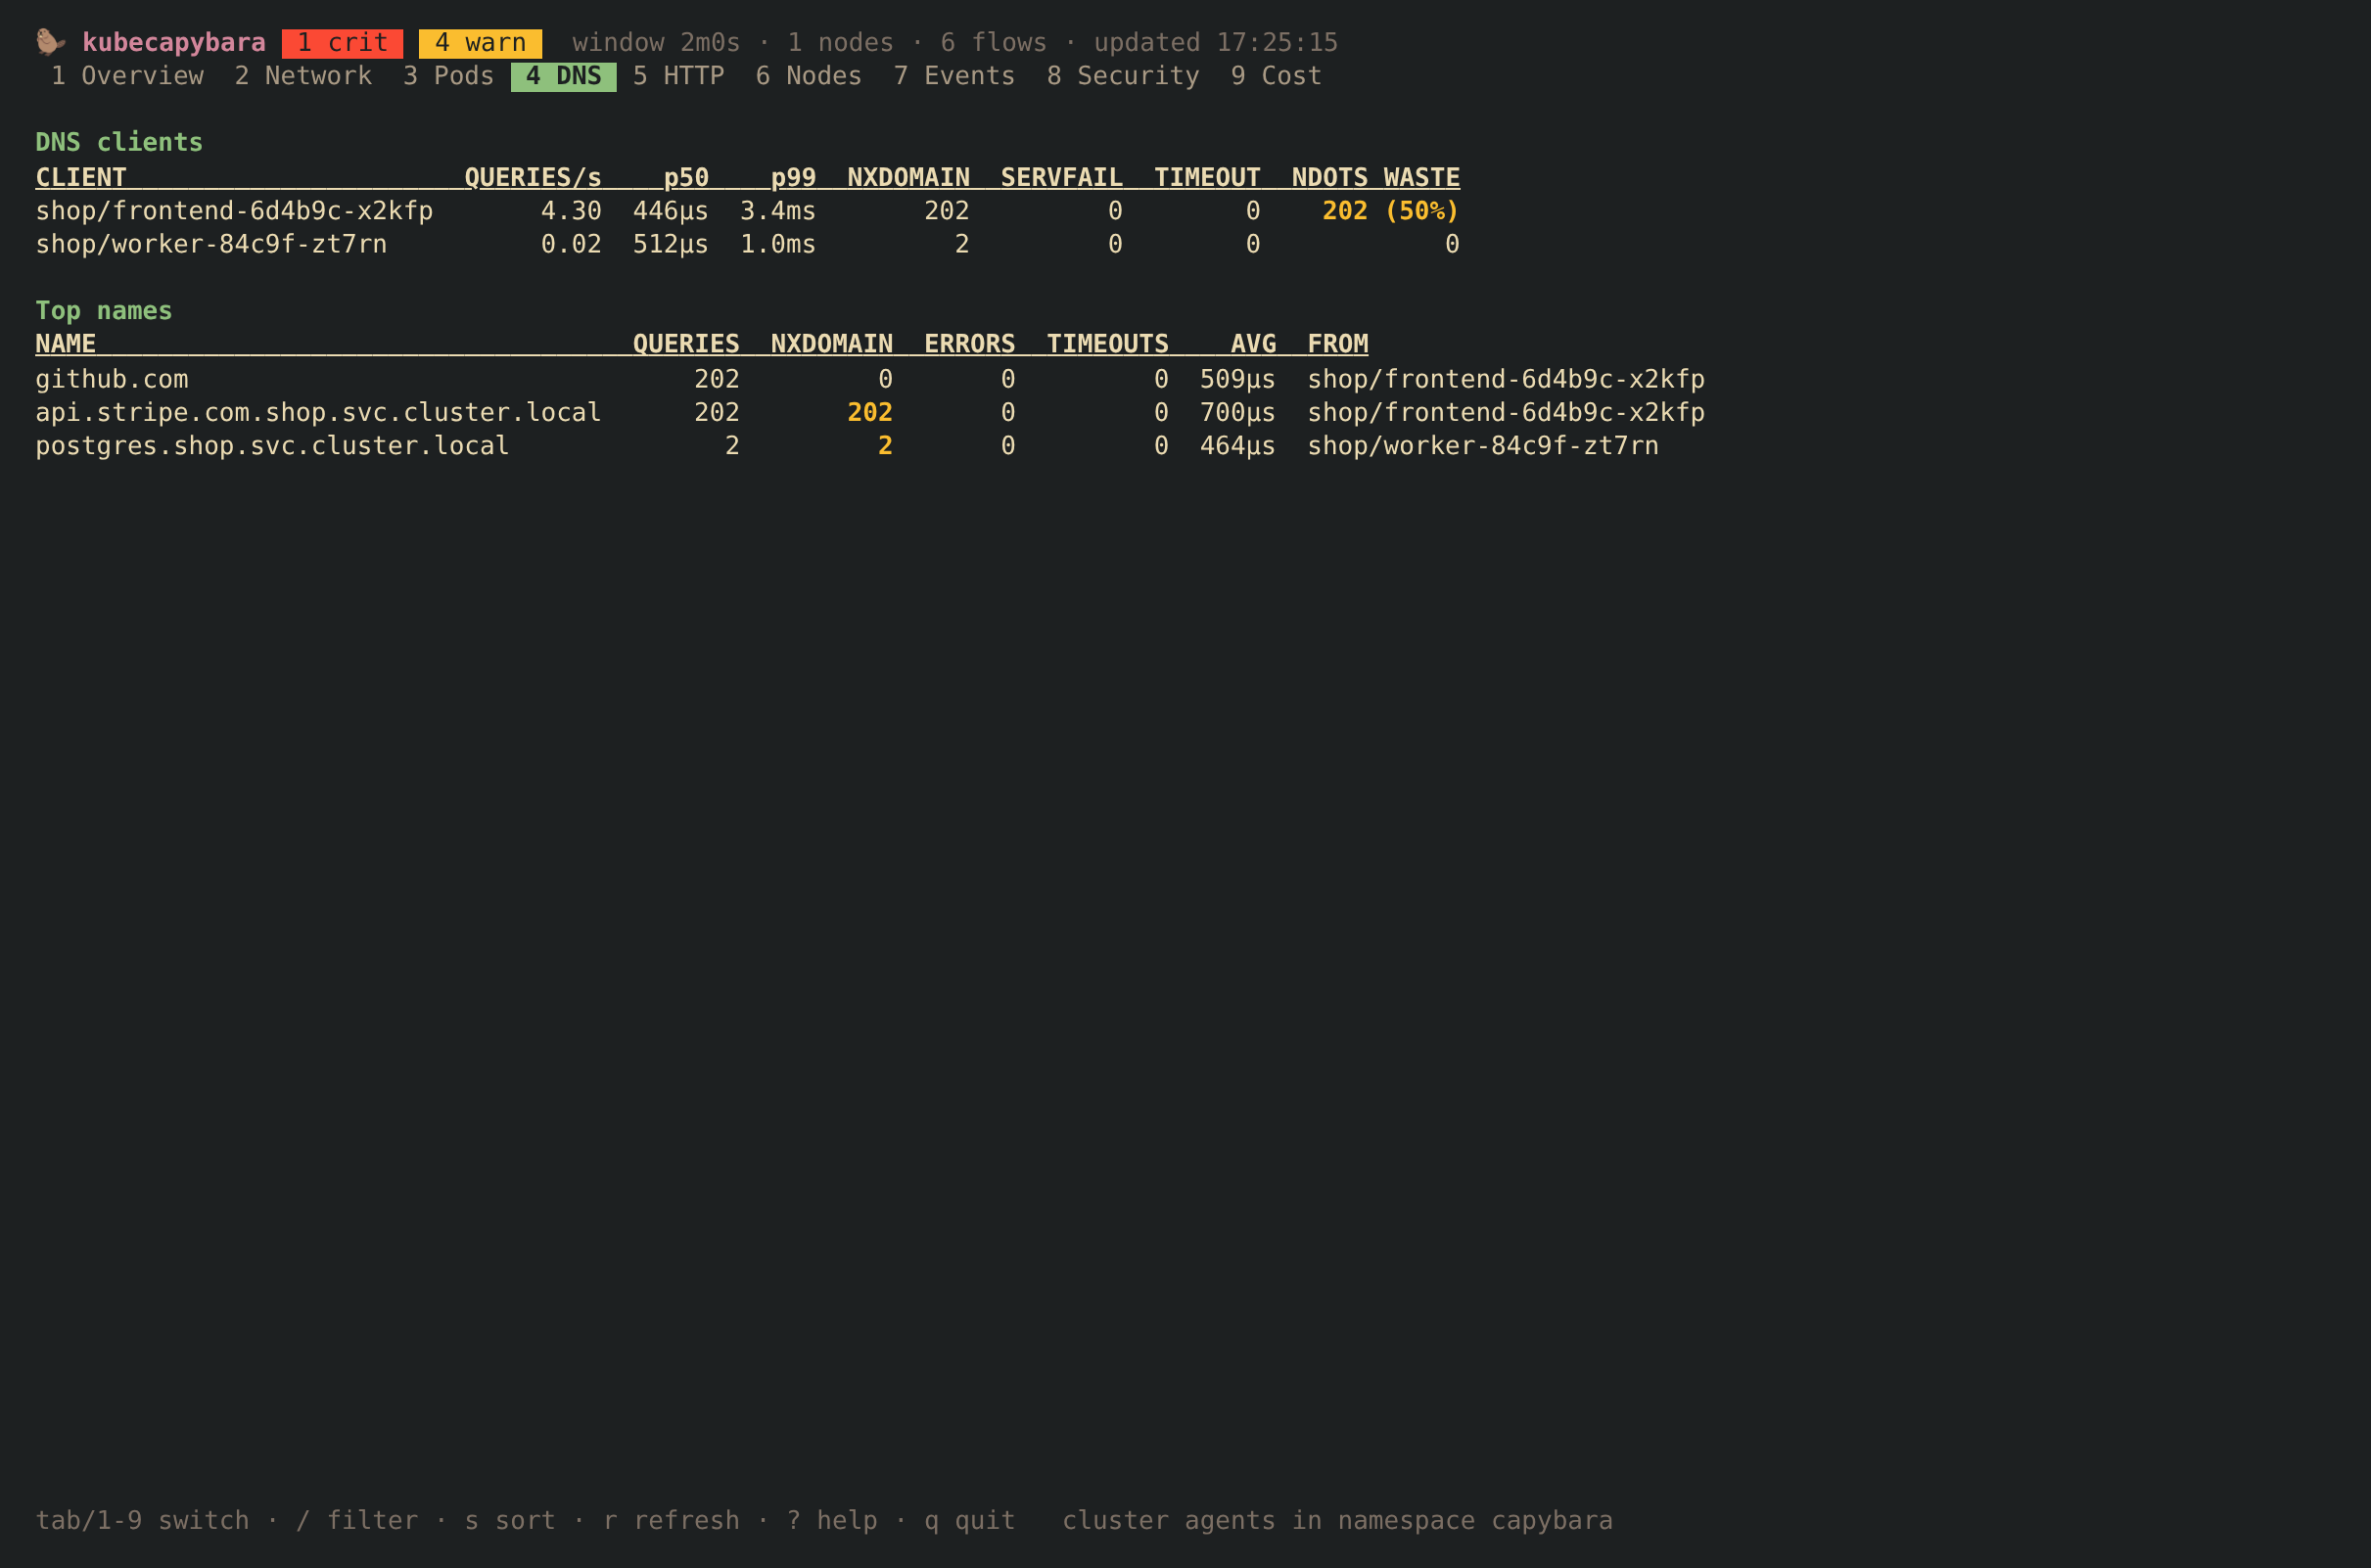 kubecapybara 1 crit 4 warn window 2m0s · 1 nodes · 6 flows · updated 17:25:15
1 Overview 2 Network 3 Pods 4 DNS 5 HTTP 6 Nodes 7 Events 8 Security 9 Cost
DNS clients
CLIENT QUERIES/s p50 p99 NXDOMAIN SERVFAIL TIMEOUT NDOTS WASTE
shop/frontend-6d4b9c-x2kfp 4.30 446µs 3.4ms 202 0 0 202 (50%)
shop/worker-84c9f-zt7rn 0.02 512µs 1.0ms 2 0 0 0
Top names
NAME QUERIES NXDOMAIN ERRORS TIMEOUTS AVG FROM
github.com 202 0 0 0 509µs shop/frontend-6d4b9c-x2kfp
api.stripe.com.shop.svc.cluster.local 202 202 0 0 700µs shop/frontend-6d4b9c-x2kfp
postgres.shop.svc.cluster.local 2 2 0 0 464µs shop/worker-84c9f-zt7rn
tab/1-9 switch · / filter · s sort · r refresh · ? help · q quit cluster agents in namespace capybara